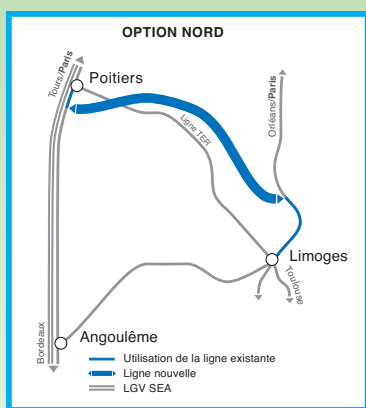 OPTION NORD
Tours/Paris
Poitiers
Orléans/Paris
Ligne TER
Limoges
Toulouse
Bordeaux
Angoulême
Utilisation de la ligne existante
Ligne nouvelle
LGV SEA